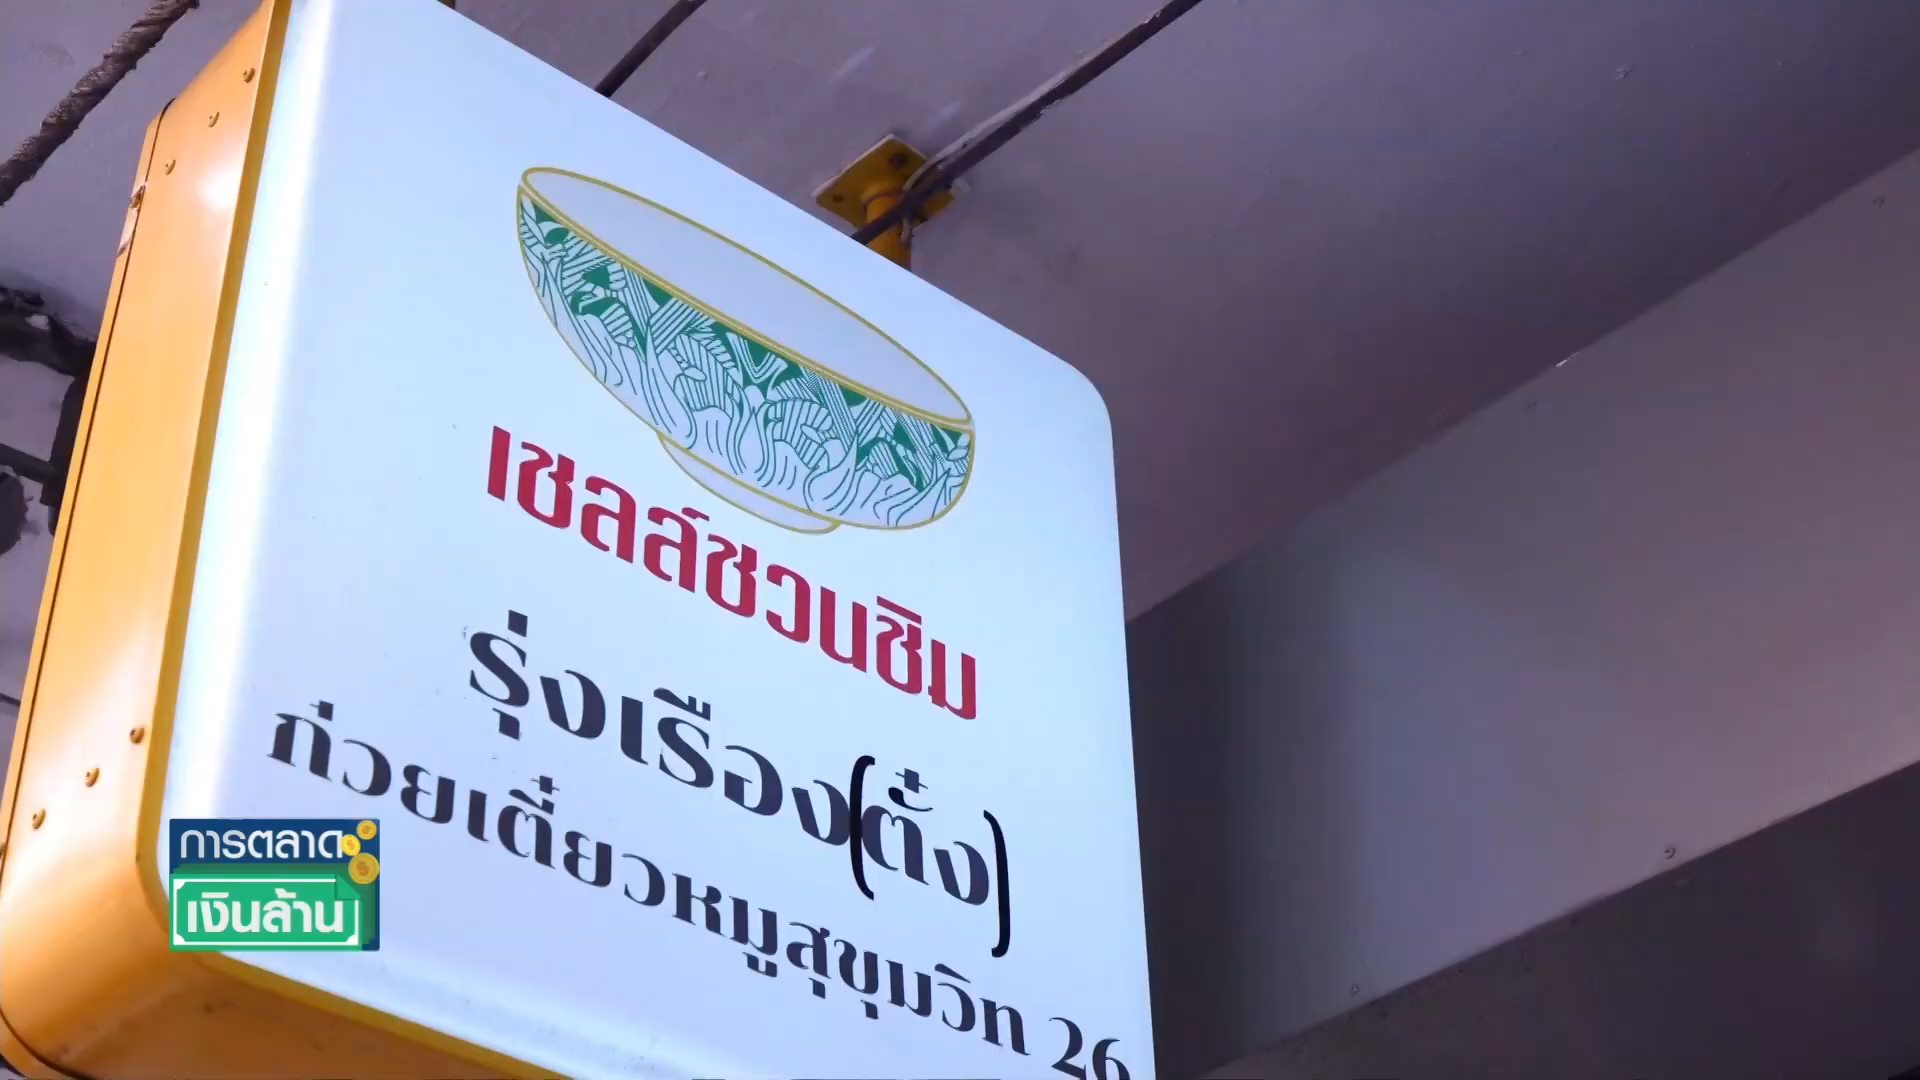 เชลล์ชวนชิม
รุ่งเรือง(ตั๋ง)
ก๋วยเตี๋ยวหมูสุขุมวิท 26
การตลาด
เงินล้าน